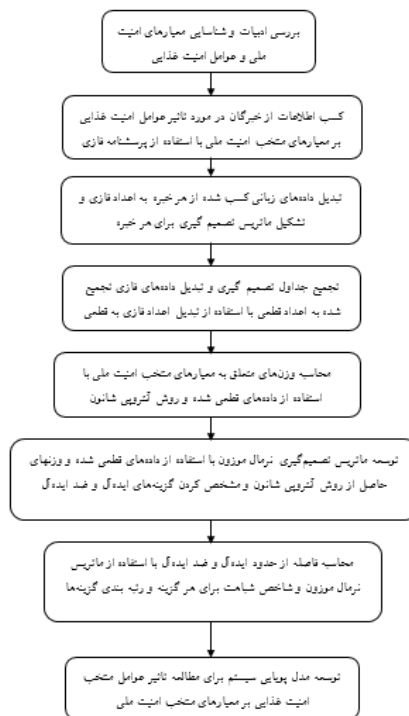 بررسی ادبیات و شناسایی معیارهای امنیت
ملی و عوامل امنیت غذایی
کسب اطلاعات از خبرگان در مورد تاثیر عوامل امنیت غذایی
بر معیارهای منتخب امنیت ملی با استفاده از پرسشنامه فازی
تبدیل داده‌های زبانی کسب شده از هر خبره به اعداد فازی و
تشکیل ماتریس تصمیم گیری برای هر خبره
تجمیع جداول تصمیم گیری و تبدیل داده‌های فازی تجمیع
شده به اعداد قطعی با استفاده از تبدیل اعداد فازی به قطعی
محاسبه وزن‌های متعلق به معیارهای منتخب امنیت ملی با
استفاده از داده‌های قطعی شده و روش آنتروپی شانون
توسعه ماتریس تصمیم‌گیری نرمال موزون با استفاده از داده‌های قطعی شده و وزنهای
حاصل از روش آنتروپی شانون و مشخص کردن گزینه‌های ایده‌آل و ضد ایده‌آل
محاسبه فاصله از حدود ایده‌آل و ضد ایده‌آل با استفاده از ماتریس
نرمال موزون و شاخص شباهت برای هر گزینه و رتبه بندی گزینه‌ها
توسعه مدل پویایی سیستم برای مطالعه تاثیر عوامل منتخب
امنیت غذایی بر معیارهای منتخب امنیت ملی